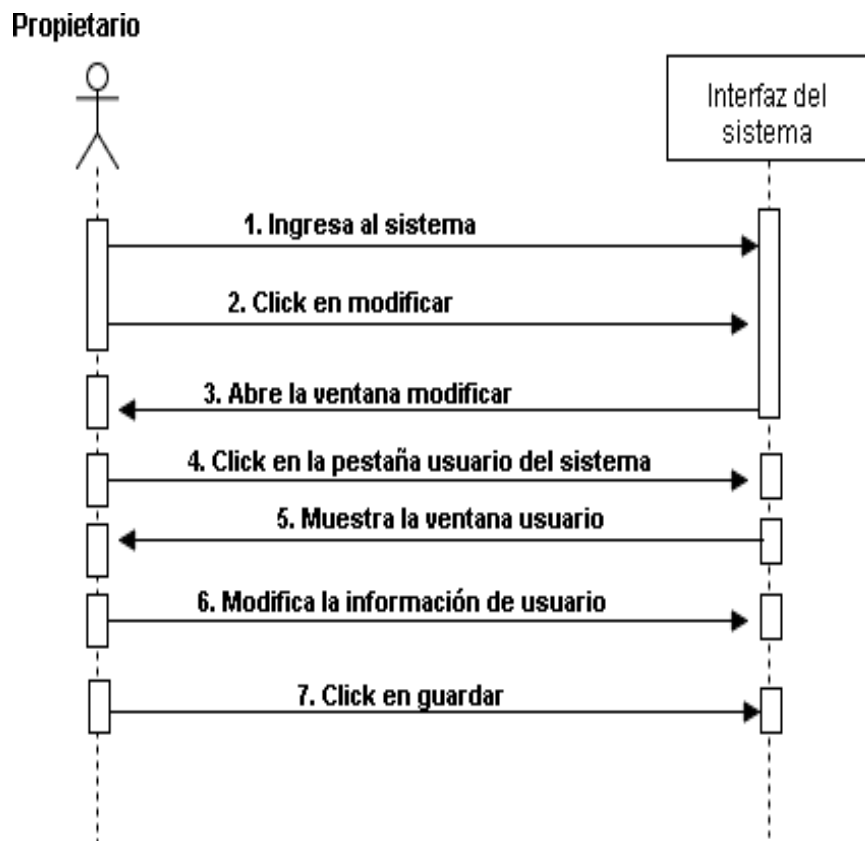 Propietario
Interfaz del
sistema
1. Ingresa al sistema
2. Click en modificar
3. Abre la ventana modificar
4. Click en la pestaña usuario del sistema
5. Muestra la ventana usuario
6. Modifica la información de usuario
7. Click en guardar